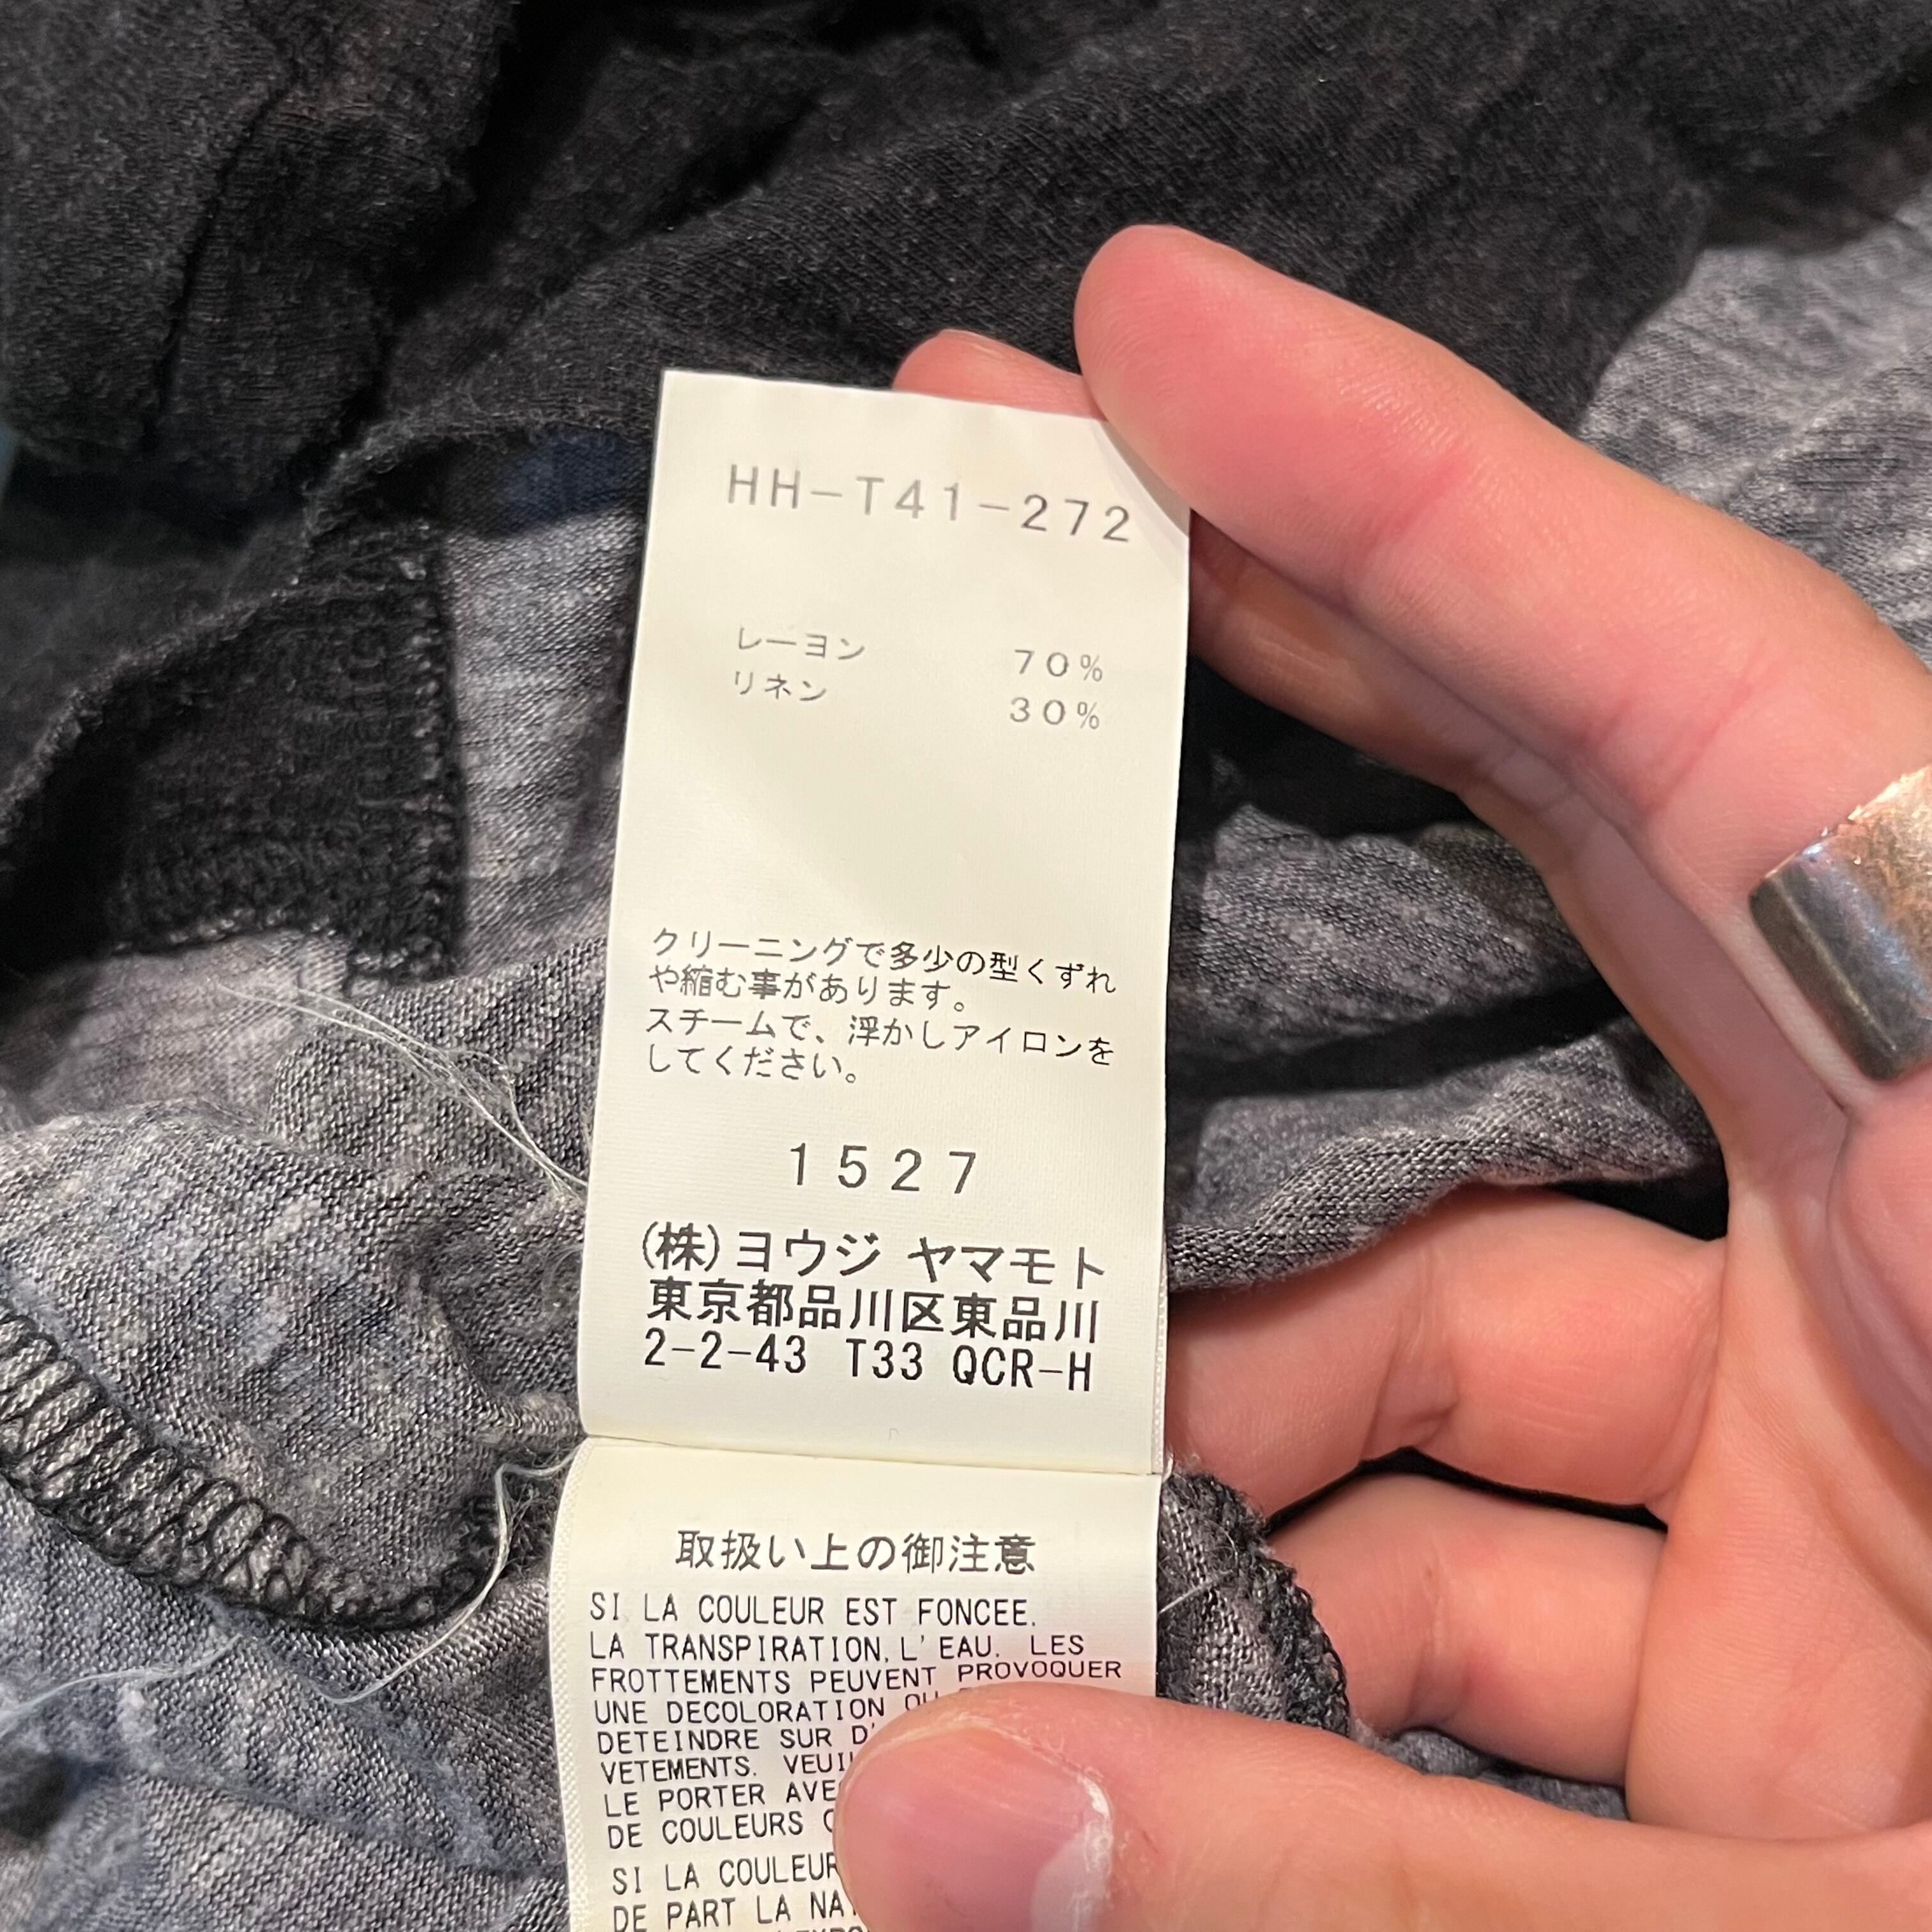 HH-T41-272
レーヨン 70%
リネン 30%
クリーニングで多少の型くずれ
や縮む事があります。
スチームで、浮かしアイロンを
してください。
1527
(株)ヨウジ ヤマモト
東京都品川区東品川
2-2-43 T33 QCR-H
取扱い上の御注意
SI LA COULEUR EST FONCEE.
LA TRANSPIRATION, L'EAU. LES
FROTTEMENTS PEUVENT PROVOQUER
UNE DECOLORATION
DETEINDRE SUR
VETEMENTS.
LE PORTER
DE COULEURS
SI LA COULEUR
DE PART LA